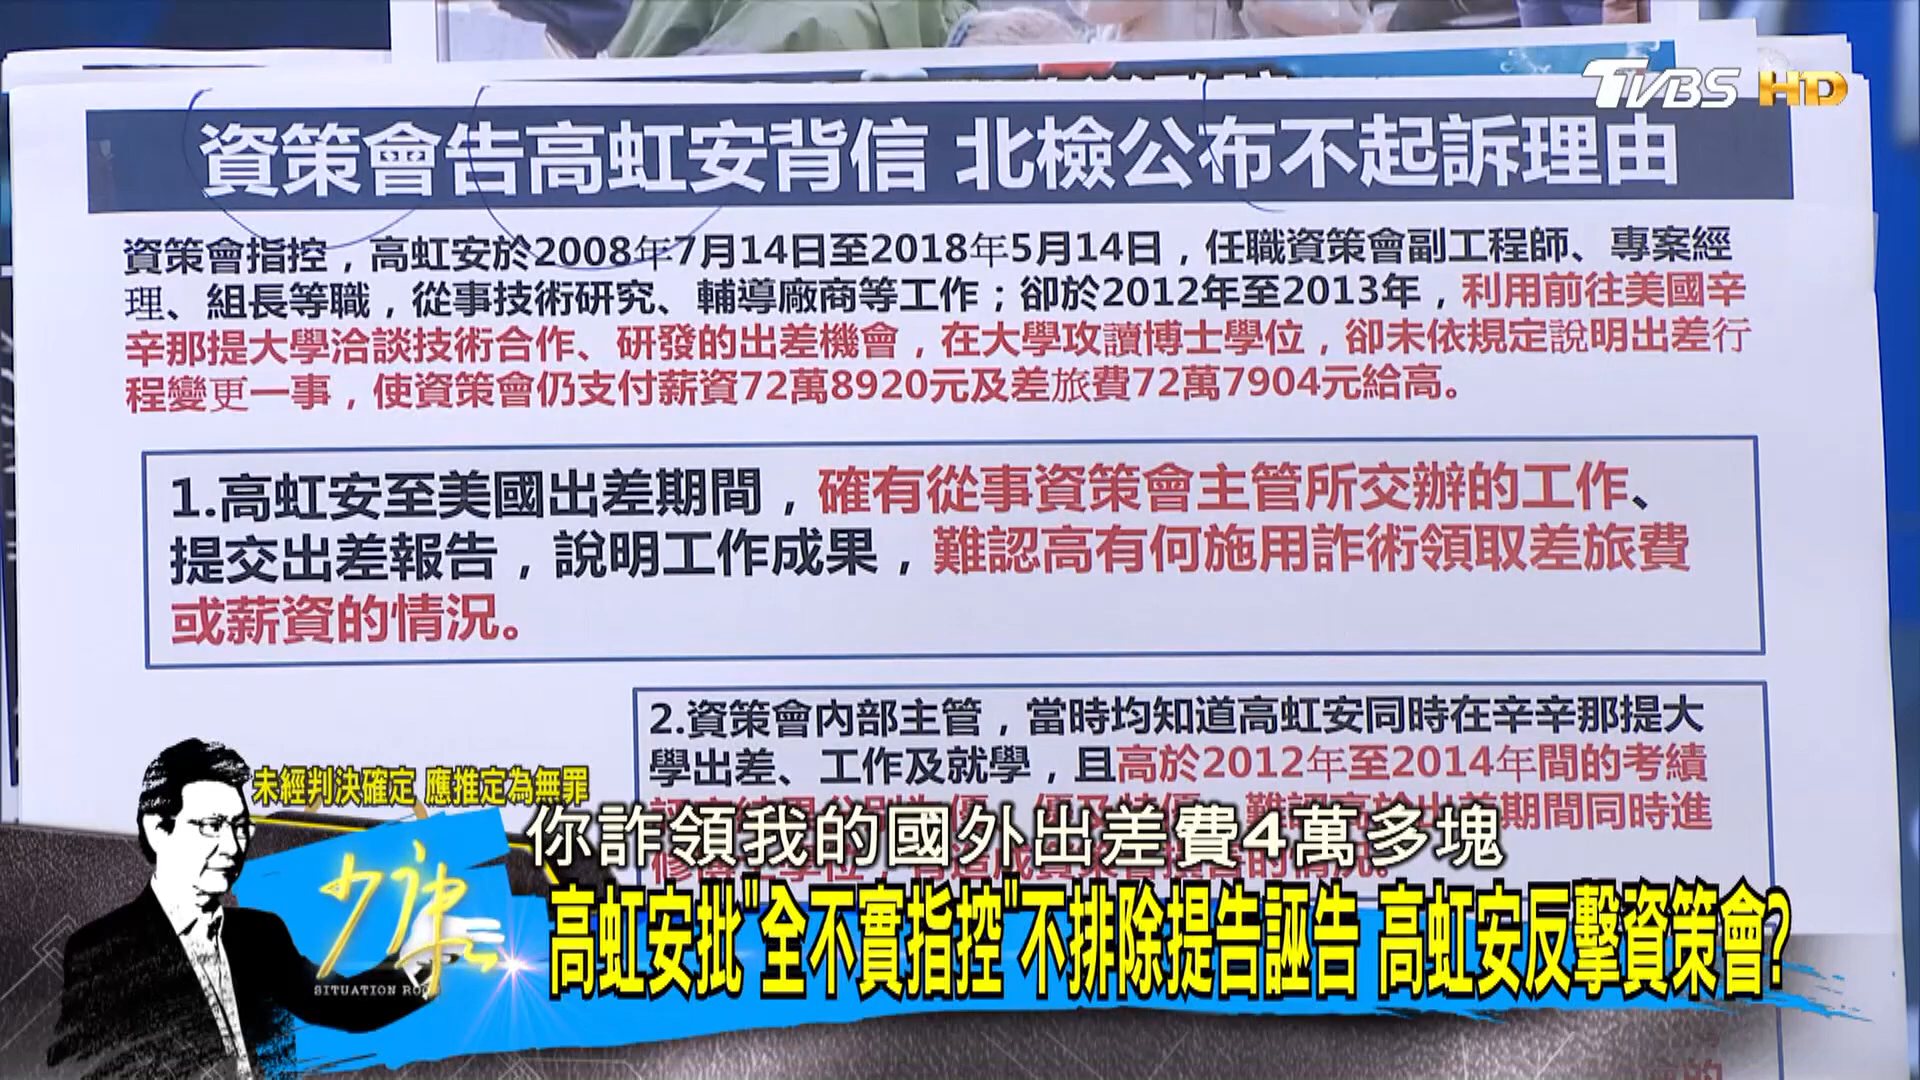 TVBS HD
資策會告高虹安背信 北檢公布不起訴理由
資策會指控，高虹安於2008年7月14日至2018年5月14日，任職資策會副工程師、專案經
理、組長等職，從事技術研究、輔導廠商等工作；卻於2012年至2013年，利用前往美國辛
辛那提大學洽談技術合作、研發的出差機會，在大學攻讀博士學位，卻未依規定說明出差行
程變更一事，使資策會仍支付薪資72萬8920元及差旅費72萬7904元給高。
1.高虹安至美國出差期間，確有從事資策會主管所交辦的工作、
提交出差報告，說明工作成果，難認高有何施用詐術領取差旅費
或薪資的情況。
2.資策會內部主管，當時均知道高虹安同時在辛辛那提大
學出差、工作及就學，且高於2012年至2014年間的考績
難認高於出差期間同時進
未經判決確定 應推定為無罪
你詐領我的國外出差費4萬多塊
少康
SITUATION ROOM
高虹安批"全不實指控"不排除提告誣告 高虹安反擊資策會?